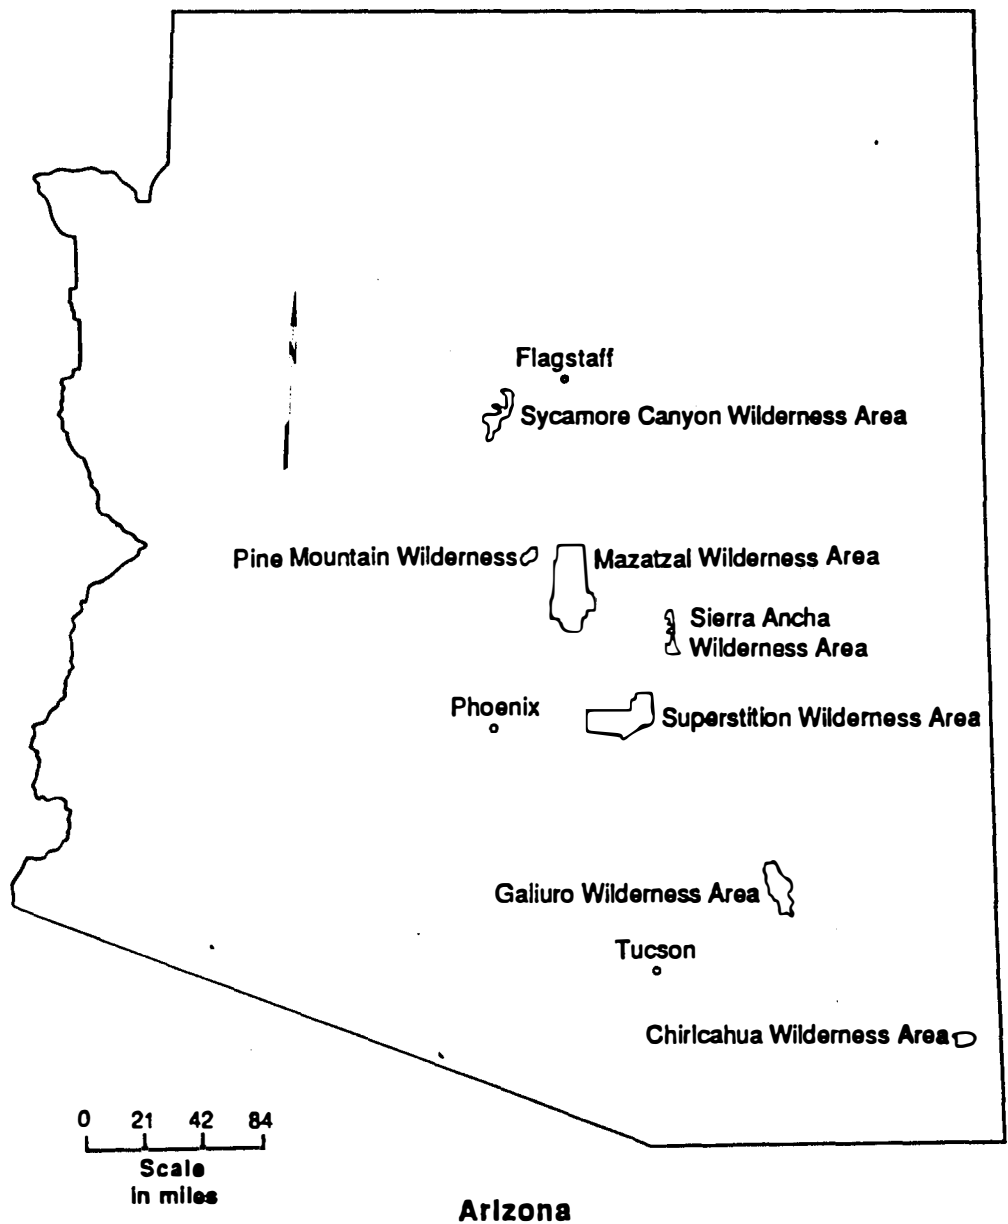 Flagstaff
Sycamore Canyon Wilderness Area
Pine Mountain Wilderness
Mazatzal Wilderness Area
Sierra Ancha
Wilderness Area
Phoenix
Superstition Wilderness Area
Galiuro Wilderness Area
Tucson
Chiricahua Wilderness Area
0 21 42 84
Scale
in miles
Arizona